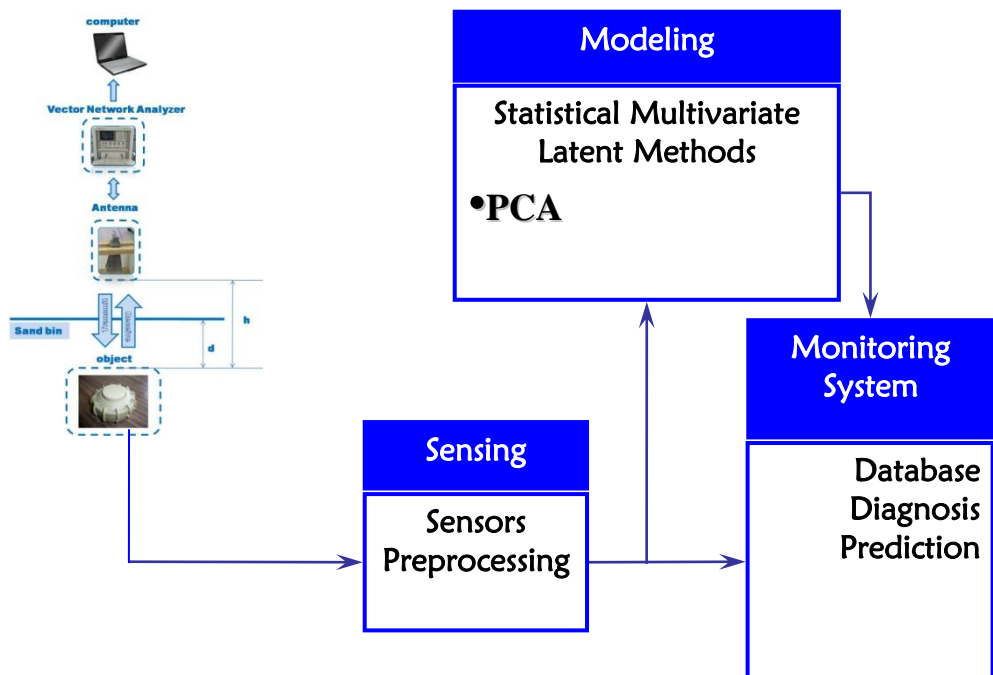 computer
Vector Network Analyzer
Antenna
h
Sand bin
d
object
Modeling
Statistical Multivariate
Latent Methods
•PCA
Sensing
Sensors
Preprocessing
Monitoring
System
Database
Diagnosis
Prediction